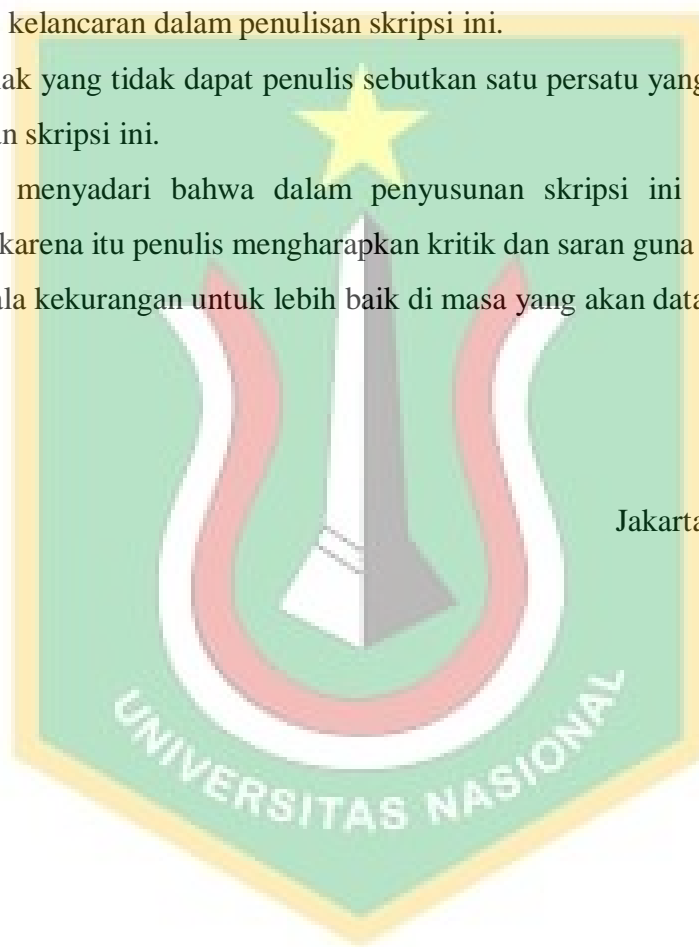 kelancaran dalam penulisan skripsi ini.
ak yang tidak dapat penulis sebutkan satu persatu yang
n skripsi ini.
menyadari bahwa dalam penyusunan skripsi ini
karena itu penulis mengharapkan kritik dan saran guna
la kekurangan untuk lebih baik di masa yang akan data
Jakarta
UNIVERSITAS NASIONAL